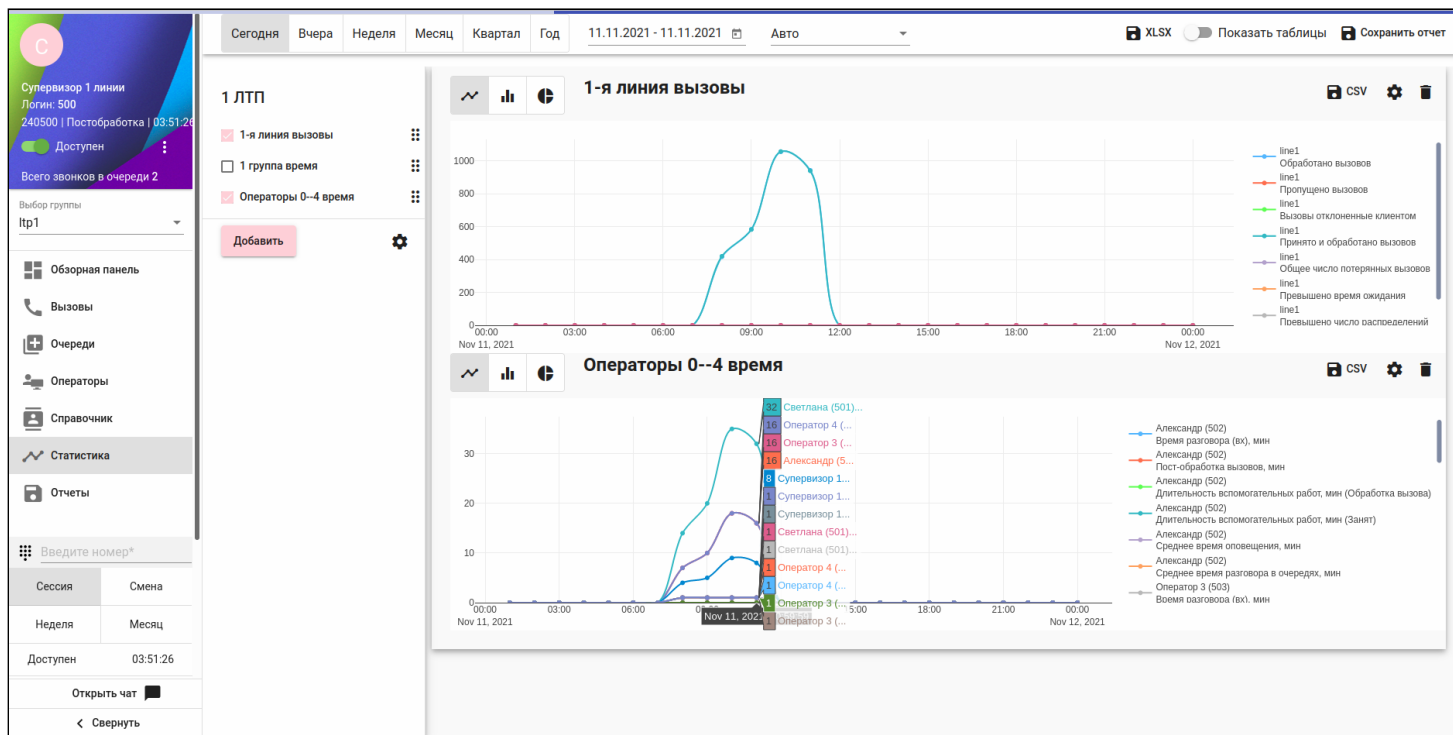 С
Супервизор 1 линии
Логин: 500
240500 | Постобработка | 03:51:26
Доступен
Всего звонков в очереди 2
Выбор группы
ltp1
Обзорная панель
Вызовы
Очереди
Операторы
Справочник
Статистика
Отчеты
Введите номер*
Сессия
Смена
Неделя
Месяц
Доступен
03:51:26
Открыть чат
Свернуть
Сегодня
Вчера
Неделя
Месяц
Квартал
Год
11.11.2021 - 11.11.2021
Авто
XLSX
Показать таблицы
Сохранить отчет
1 ЛТП
1-я линия вызовы
1 группа время
Операторы 0--4 время
Добавить
1-я линия вызовы
CSV
1000
800
600
400
200
0
00:00
03:00
06:00
09:00
12:00
15:00
18:00
21:00
00:00
Nov 11, 2021
Nov 12, 2021
line1
Обработано вызовов
line1
Пропущено вызовов
line1
Вызовы отклоненные клиентом
line1
Принято и обработано вызовов
line1
Общее число потерянных вызовов
line1
Превышено время ожидания
line1
Превышено число распределений
Операторы 0--4 время
CSV
30
20
10
0
32 Светлана (501)...
16 Оператор 4 (...
16 Оператор 3 (...
16 Александр (5...
8 Супервизор 1...
1 Супервизор 1...
1 Супервизор 1...
1 Светлана (501)...
1 Светлана (501)...
1 Оператор 4 (...
1 Оператор 4 (...
1 Оператор 3 (...
1 Оператор 3 (...
00:00
03:00
06:00
5:00
18:00
21:00
00:00
Nov 11, 2021
Nov 11, 202
Nov 12, 2021
Александр (502)
Время разговора (вх), мин
Александр (502)
Пост-обработка вызовов, мин
Александр (502)
Длительность вспомогательных работ, мин (Обработка вызова)
Александр (502)
Длительность вспомогательных работ, мин (Занят)
Александр (502)
Среднее время оповещения, мин
Александр (502)
Среднее время разговора в очередях, мин
Оператор 3 (503)
Время разговора (вх), мин